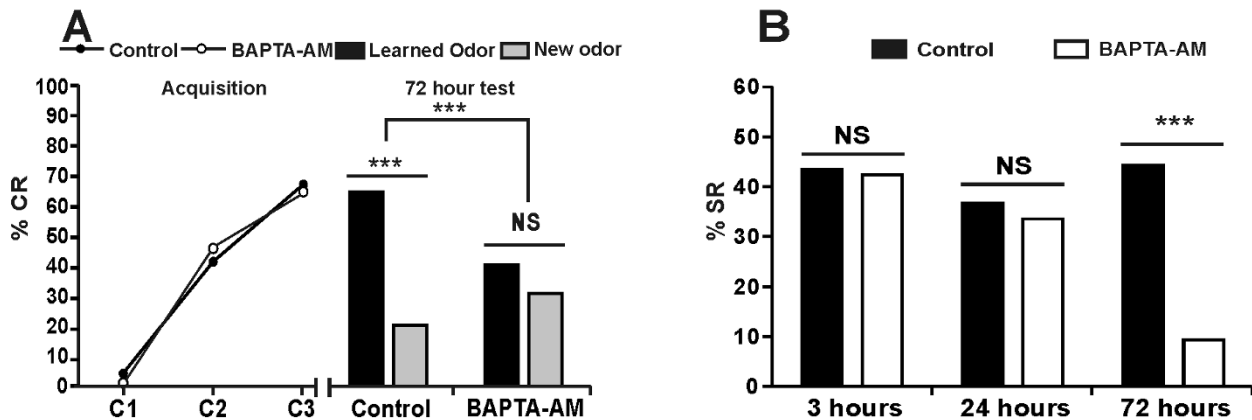 A
Control BAPTA-AM Learned Odor New odor
Acquisition 72 hour test
% CR
100
90
80
70
60
50
40
30
20
10
0
***
***
NS
C1 C2 C3 Control BAPTA-AM
B
Control BAPTA-AM
% SR
60
50
40
30
20
10
0
NS
NS
***
3 hours 24 hours 72 hours